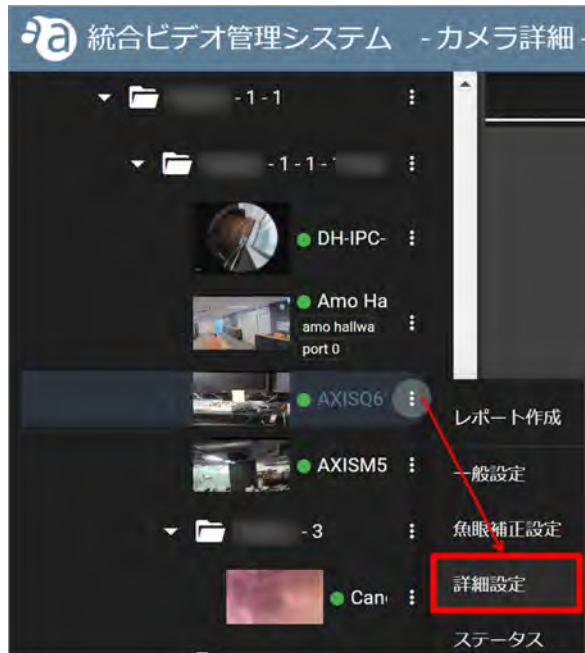 統合ビデオ管理システム - カメラ詳細 -
- 1 - 1
- 1 - 1 -
DH-IPC-
Amo Ha
amo hallwa
port 0
AXISQ6
AXISM5
- 3
Can
レポート作成
一般設定
魚眼補正設定
詳細設定
ステータス